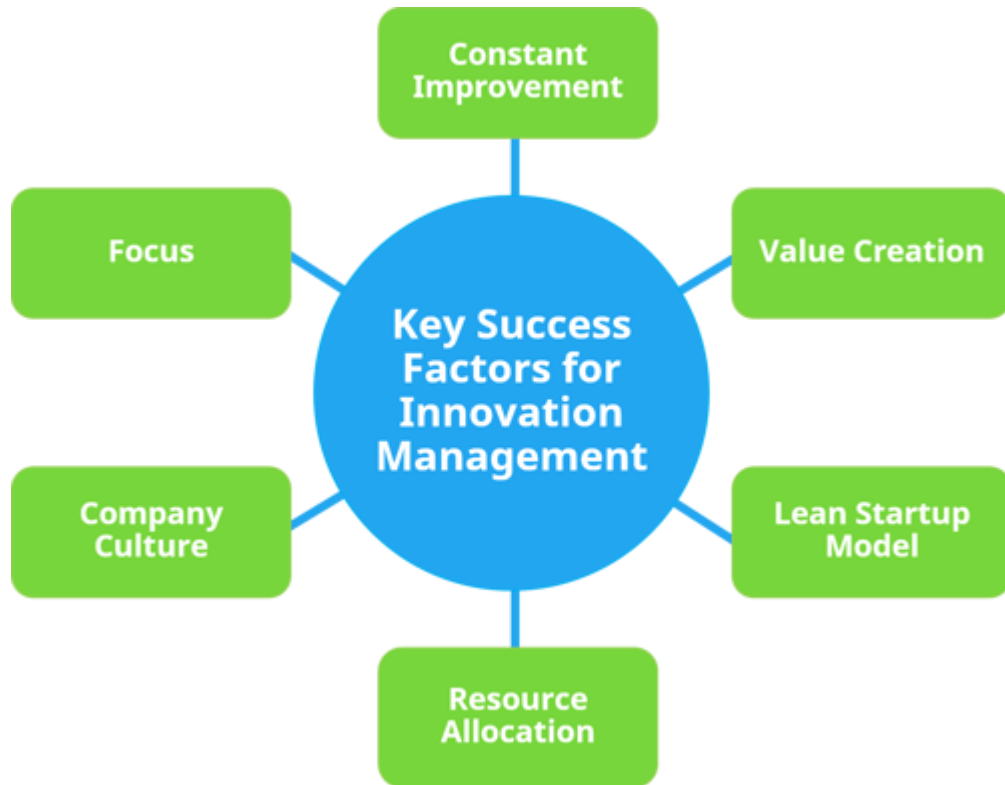 Constant
Improvement
Focus
Value Creation
Key Success
Factors for
Innovation
Management
Company
Culture
Lean Startup
Model
Resource
Allocation